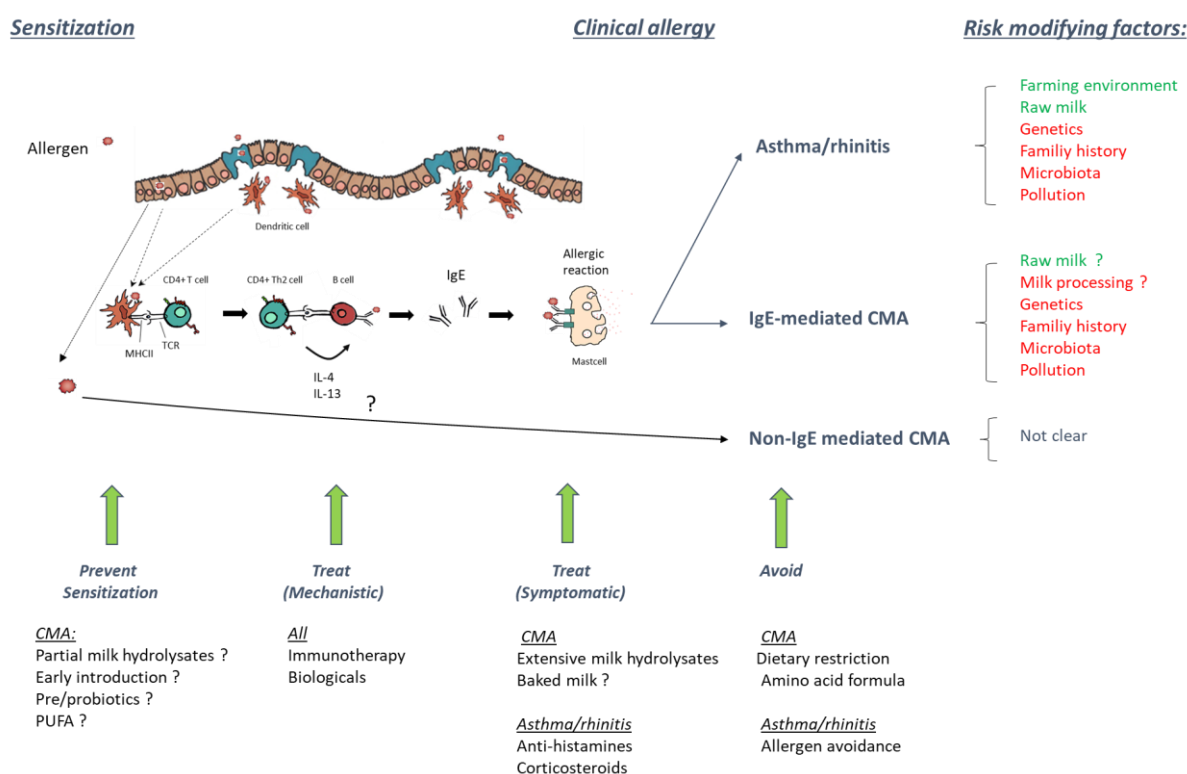 Sensitization
Clinical allergy
Risk modifying factors:
Allergen
Dendritic cell
CD4+ T cell
CD4+ Th2 cell
B cell
IgE
Allergic
reaction
MHCII
TCR
IL-4
IL-13
?
Mastcell
Asthma/rhinitis
Farming environment
Raw milk
Genetics
Familiy history
Microbiota
Pollution
IgE-mediated CMA
Raw milk ?
Milk processing ?
Genetics
Familiy history
Microbiota
Pollution
Non-IgE mediated CMA
Not clear
Prevent
Sensitization
CMA:
Partial milk hydrolysates ?
Early introduction ?
Pre/probiotics ?
PUFA ?
Treat
(Mechanistic)
All
Immunotherapy
Biologicals
Treat
(Symptomatic)
CMA
Extensive milk hydrolysates
Baked milk ?
Asthma/rhinitis
Anti-histamines
Corticosteroids
Avoid
CMA
Dietary restriction
Amino acid formula
Asthma/rhinitis
Allergen avoidance